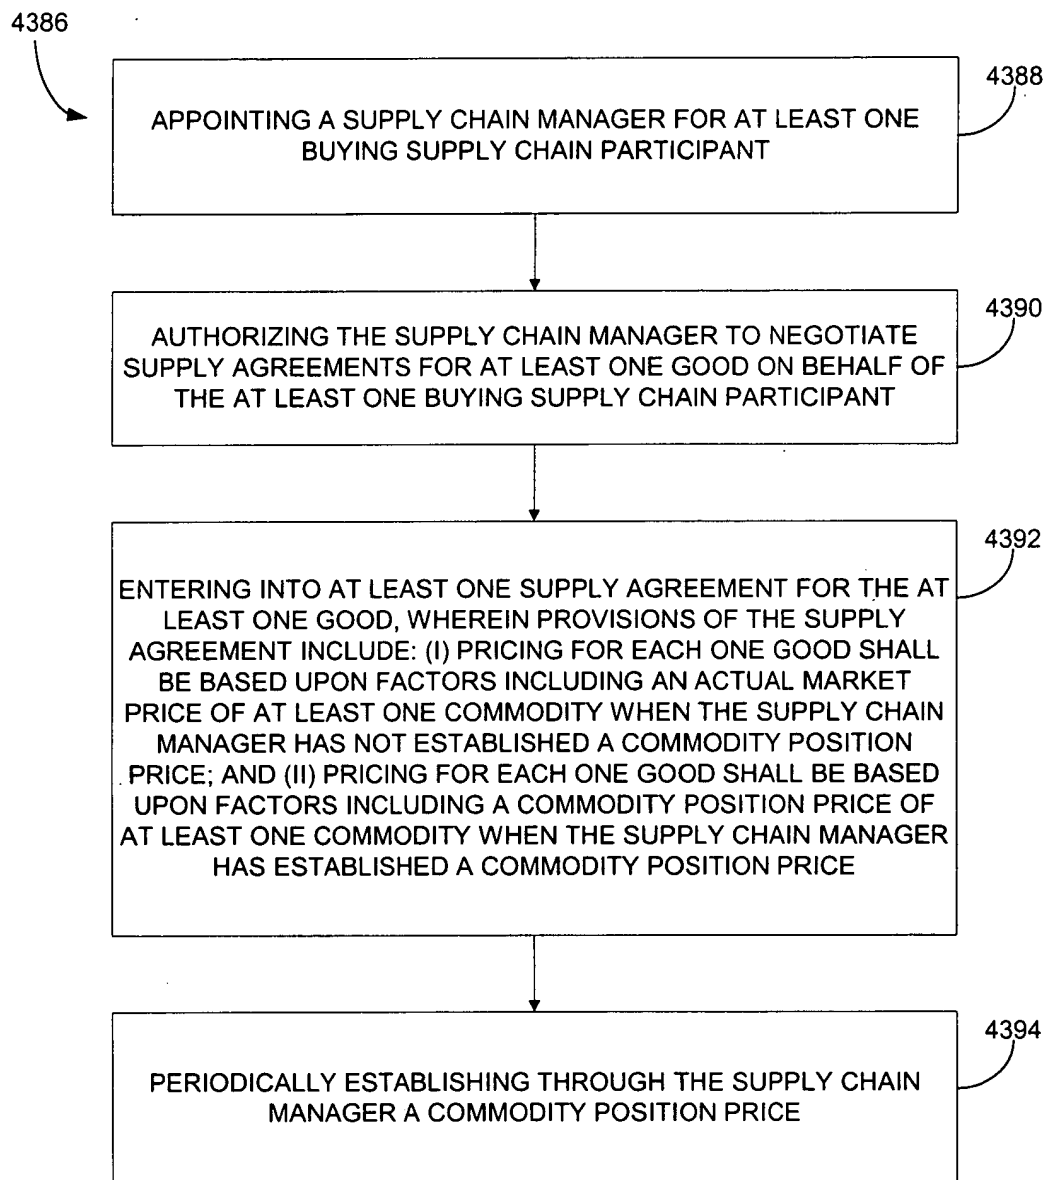 4386
4388
APPOINTING A SUPPLY CHAIN MANAGER FOR AT LEAST ONE
BUYING SUPPLY CHAIN PARTICIPANT
4390
AUTHORIZING THE SUPPLY CHAIN MANAGER TO NEGOTIATE
SUPPLY AGREEMENTS FOR AT LEAST ONE GOOD ON BEHALF OF
THE AT LEAST ONE BUYING SUPPLY CHAIN PARTICIPANT
4392
ENTERING INTO AT LEAST ONE SUPPLY AGREEMENT FOR THE AT
LEAST ONE GOOD, WHEREIN PROVISIONS OF THE SUPPLY
AGREEMENT INCLUDE: (I) PRICING FOR EACH ONE GOOD SHALL
BE BASED UPON FACTORS INCLUDING AN ACTUAL MARKET
PRICE OF AT LEAST ONE COMMODITY WHEN THE SUPPLY CHAIN
MANAGER HAS NOT ESTABLISHED A COMMODITY POSITION
PRICE; AND (II) PRICING FOR EACH ONE GOOD SHALL BE BASED
UPON FACTORS INCLUDING A COMMODITY POSITION PRICE OF
AT LEAST ONE COMMODITY WHEN THE SUPPLY CHAIN MANAGER
HAS ESTABLISHED A COMMODITY POSITION PRICE
4394
PERIODICALLY ESTABLISHING THROUGH THE SUPPLY CHAIN
MANAGER A COMMODITY POSITION PRICE